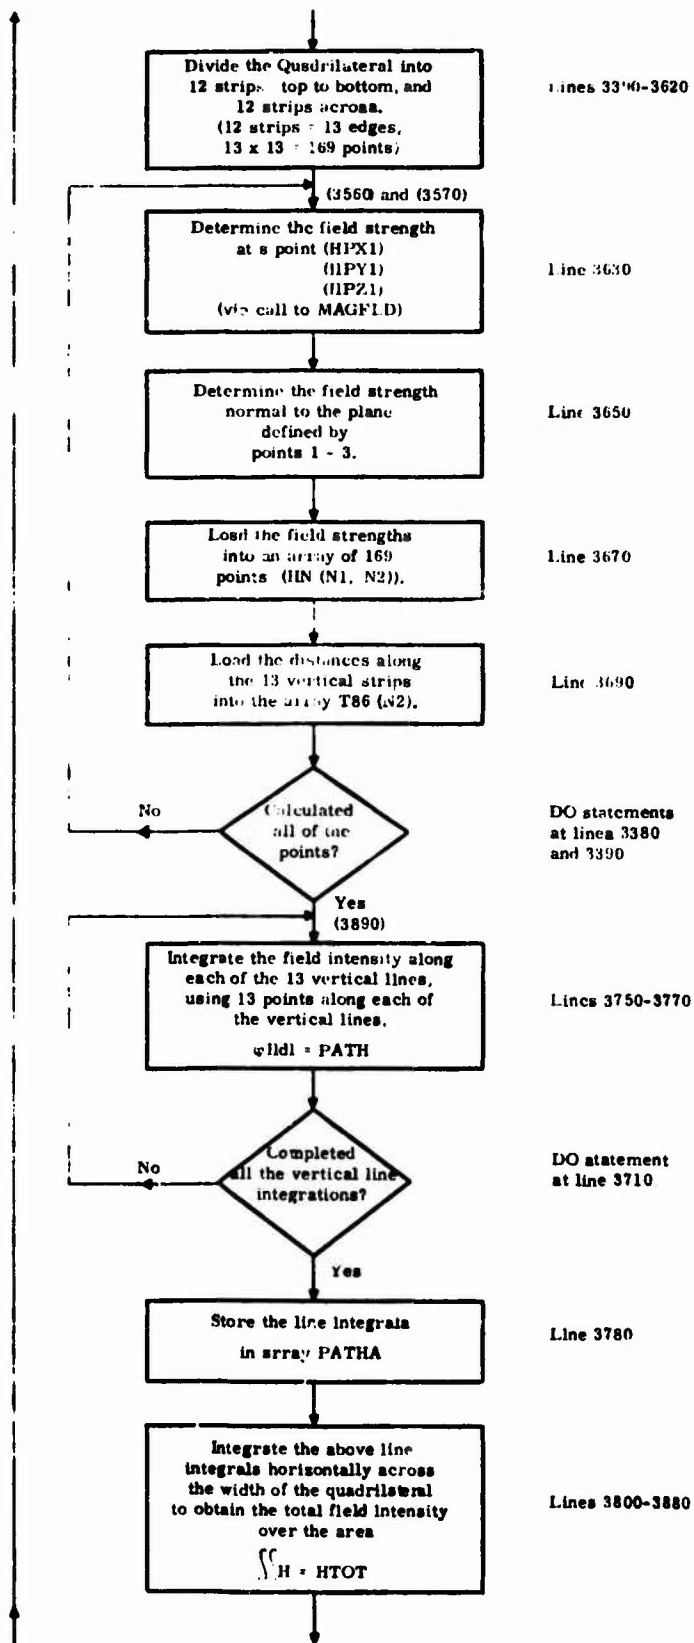 Divide the Quadrilateral into
12 strips top to bottom, and
12 strips across.
(12 strips = 13 edges,
13 x 13 = 169 points)
Lines 3390-3620
(3560) and (3570)
Determine the field strength
at a point (HPX1)
(HPY1)
(HPZ1)
(via call to MAGFLD)
Line 3630
Determine the field strength
normal to the plane
defined by
points 1 - 3.
Line 3650
Load the field strengths
into an array of 169
points (HN (N1, N2)).
Line 3670
Load the distances along
the 13 vertical strips
into the array T86 (N2).
Line 3690
No
Calculated
all of the
points?
DO statements
at lines 3380
and 3390
Yes
(3890)
Integrate the field intensity along
each of the 13 vertical lines,
using 13 points along each of
the vertical lines.
Hdl = PATH
Lines 3750-3770
No
Completed
all the vertical line
integrations?
DO statement
at line 3710
Yes
Store the line integrals
in array PATHA
Line 3780
Integrate the above line
integrals horizontally across
the width of the quadrilateral
to obtain the total field intensity
over the area
∫∫H = HTOT
Lines 3800-3880